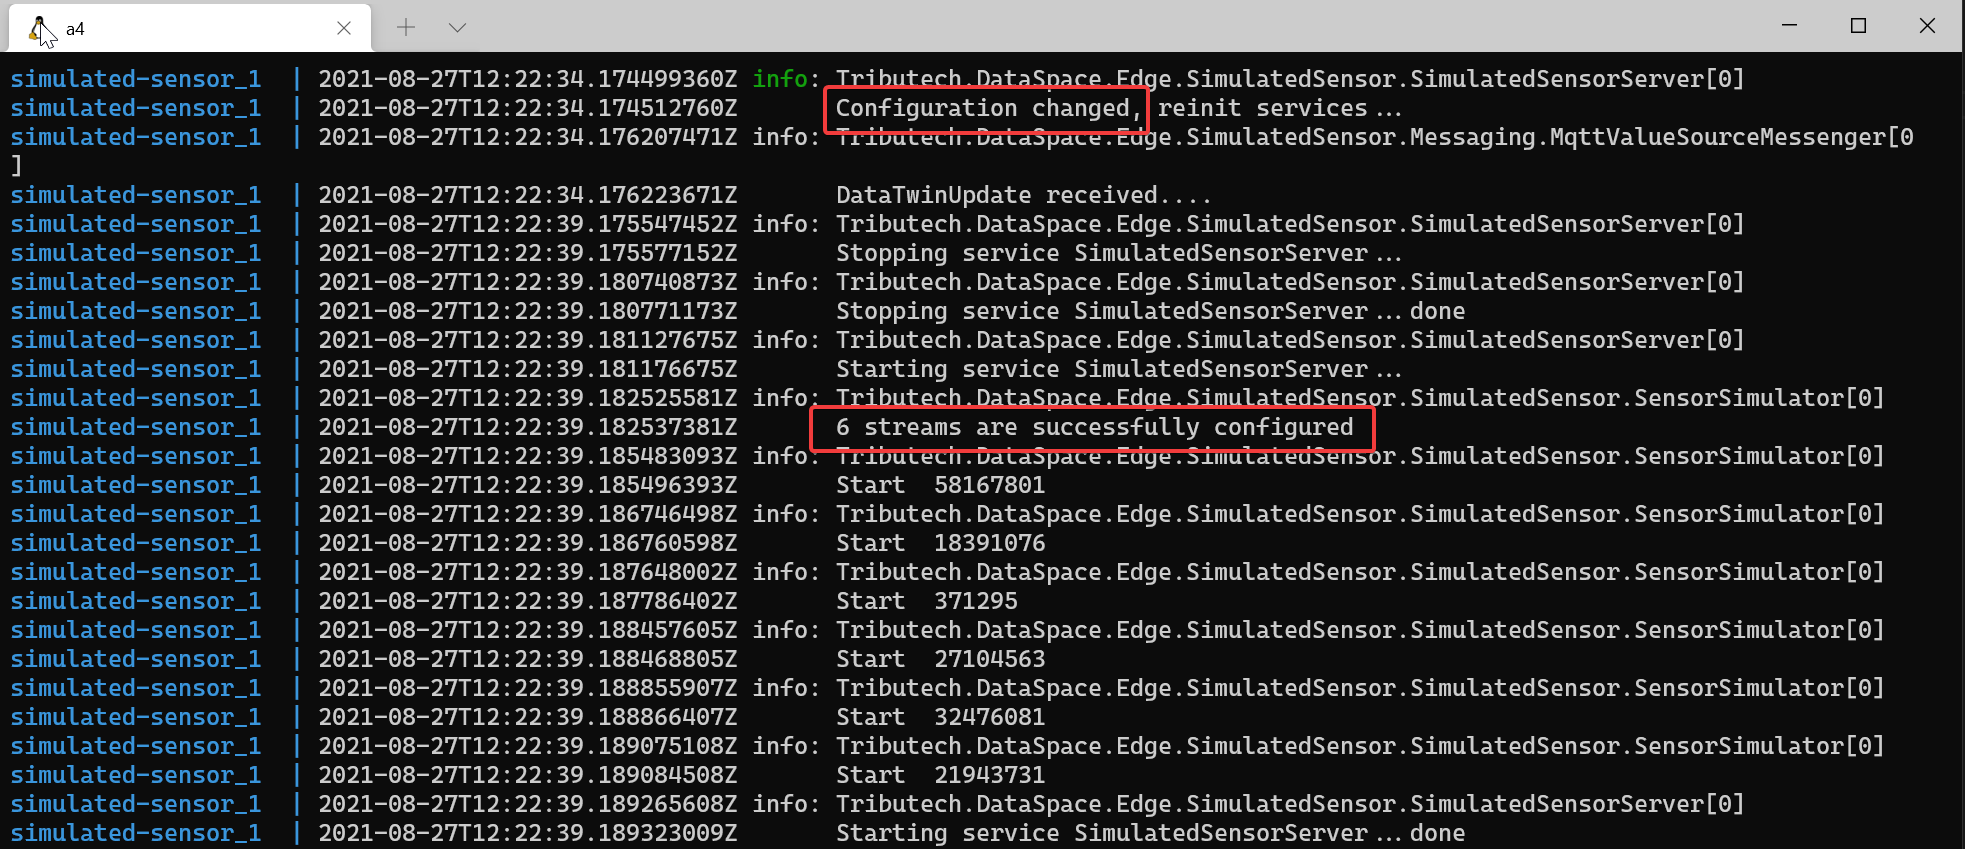 a4
simulated-sensor_1 | 2021-08-27T12:22:34.174499360Z info: Tributech.DataSpace.Edge.SimulatedSensor.SimulatedSensorServer[0]
simulated-sensor_1 | 2021-08-27T12:22:34.174512760Z Configuration changed, reinit services...
simulated-sensor_1 | 2021-08-27T12:22:34.176207471Z info: Tributech.DataSpace.Edge.SimulatedSensor.Messaging.MqttValueSourceMessenger[0
]
simulated-sensor_1 | 2021-08-27T12:22:34.176223671Z DataTwinUpdate received....
simulated-sensor_1 | 2021-08-27T12:22:39.175547452Z info: Tributech.DataSpace.Edge.SimulatedSensor.SimulatedSensorServer[0]
simulated-sensor_1 | 2021-08-27T12:22:39.175577152Z Stopping service SimulatedSensorServer...
simulated-sensor_1 | 2021-08-27T12:22:39.180740873Z info: Tributech.DataSpace.Edge.SimulatedSensor.SimulatedSensorServer[0]
simulated-sensor_1 | 2021-08-27T12:22:39.180771173Z Stopping service SimulatedSensorServer...done
simulated-sensor_1 | 2021-08-27T12:22:39.181127675Z info: Tributech.DataSpace.Edge.SimulatedSensor.SimulatedSensorServer[0]
simulated-sensor_1 | 2021-08-27T12:22:39.181176675Z Starting service SimulatedSensorServer...
simulated-sensor_1 | 2021-08-27T12:22:39.182525581Z info: Tributech.DataSpace.Edge.SimulatedSensor.SimulatedSensor.SensorSimulator[0]
simulated-sensor_1 | 2021-08-27T12:22:39.182537381Z 6 streams are successfully configured
simulated-sensor_1 | 2021-08-27T12:22:39.185483093Z info: Tributech.DataSpace.Edge.SimulatedSensor.SimulatedSensor.SensorSimulator[0]
simulated-sensor_1 | 2021-08-27T12:22:39.185496393Z Start 58167801
simulated-sensor_1 | 2021-08-27T12:22:39.186746498Z info: Tributech.DataSpace.Edge.SimulatedSensor.SimulatedSensor.SensorSimulator[0]
simulated-sensor_1 | 2021-08-27T12:22:39.186760598Z Start 18391076
simulated-sensor_1 | 2021-08-27T12:22:39.187648002Z info: Tributech.DataSpace.Edge.SimulatedSensor.SimulatedSensor.SensorSimulator[0]
simulated-sensor_1 | 2021-08-27T12:22:39.187786402Z Start 371295
simulated-sensor_1 | 2021-08-27T12:22:39.188457605Z info: Tributech.DataSpace.Edge.SimulatedSensor.SimulatedSensor.SensorSimulator[0]
simulated-sensor_1 | 2021-08-27T12:22:39.188468805Z Start 27104563
simulated-sensor_1 | 2021-08-27T12:22:39.188855907Z info: Tributech.DataSpace.Edge.SimulatedSensor.SimulatedSensor.SensorSimulator[0]
simulated-sensor_1 | 2021-08-27T12:22:39.188866407Z Start 32476081
simulated-sensor_1 | 2021-08-27T12:22:39.189075108Z info: Tributech.DataSpace.Edge.SimulatedSensor.SimulatedSensor.SensorSimulator[0]
simulated-sensor_1 | 2021-08-27T12:22:39.189084508Z Start 21943731
simulated-sensor_1 | 2021-08-27T12:22:39.189265608Z info: Tributech.DataSpace.Edge.SimulatedSensor.SimulatedSensorServer[0]
simulated-sensor_1 | 2021-08-27T12:22:39.189323009Z Starting service SimulatedSensorServer...done